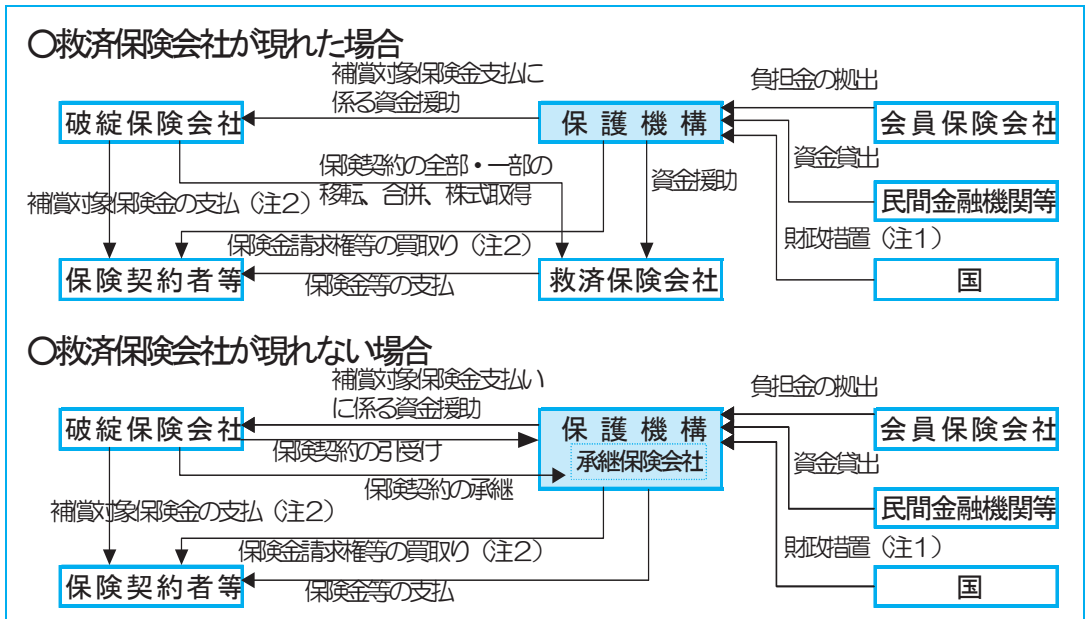 〇救済保険会社が現れた場合
補償対象保険金支払に
係る資金援助
負担金の拠出
破綻保険会社
保護機構
会員保険会社
保険契約の全部・一部の
移転、合併、株式取得
資金援助
資金貸出
補償対象保険金の支払（注2）
民間金融機関等
保険金請求権等の買取り（注2）
財政措置（注1）
保険契約者等
保険金等の支払
救済保険会社
国
〇救済保険会社が現れない場合
補償対象保険金支払い
に係る資金援助
負担金の拠出
破綻保険会社
保護機構
会員保険会社
保険契約の引受け
承継保険会社
資金貸出
保険契約の承継
補償対象保険金の支払（注2）
民間金融機関等
保険金請求権等の買取り（注2）
財政措置（注1）
保険契約者等
保険金等の支払
国